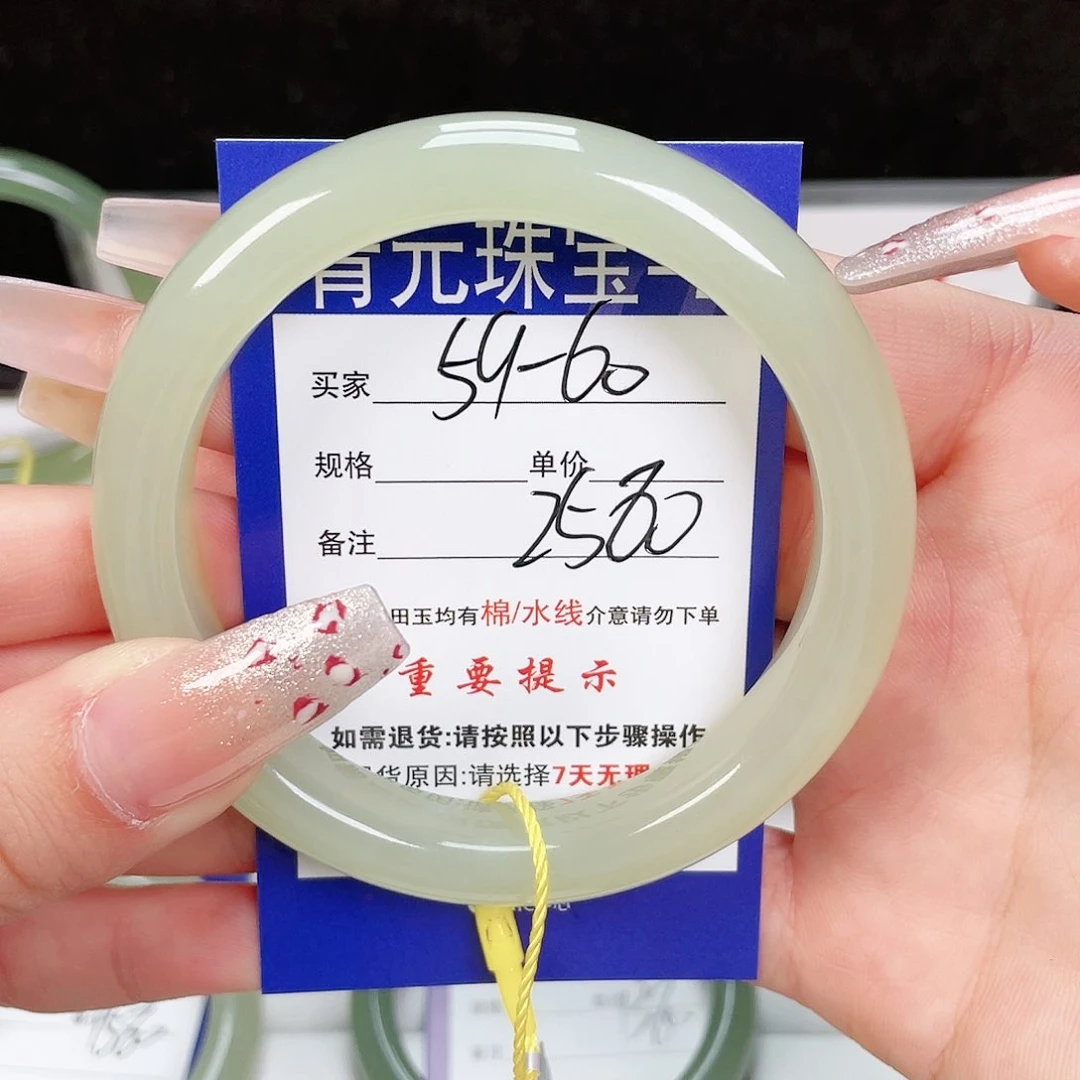 元珠宝
买家 59-60
规格 单价
备注 2580
田玉均有棉/水线介意请勿下单
重要提示
如需退货:请按照以下步骤操作
货原因:请选择7天无理